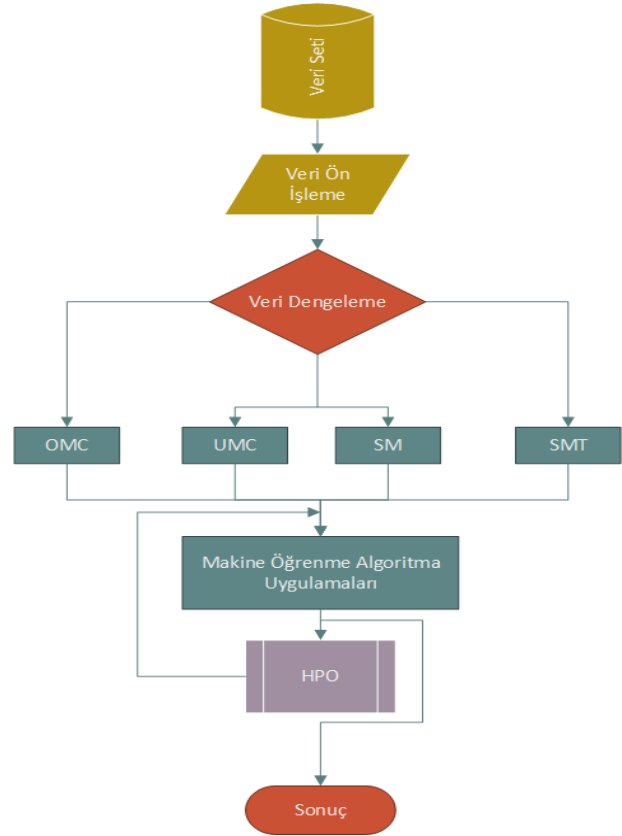 Veri Seti
Veri Ön
İşleme
Veri Dengeleme
OMC
UMC
SM
SMT
Makine Öğrenme Algoritma
Uygulamaları
HPO
Sonuç